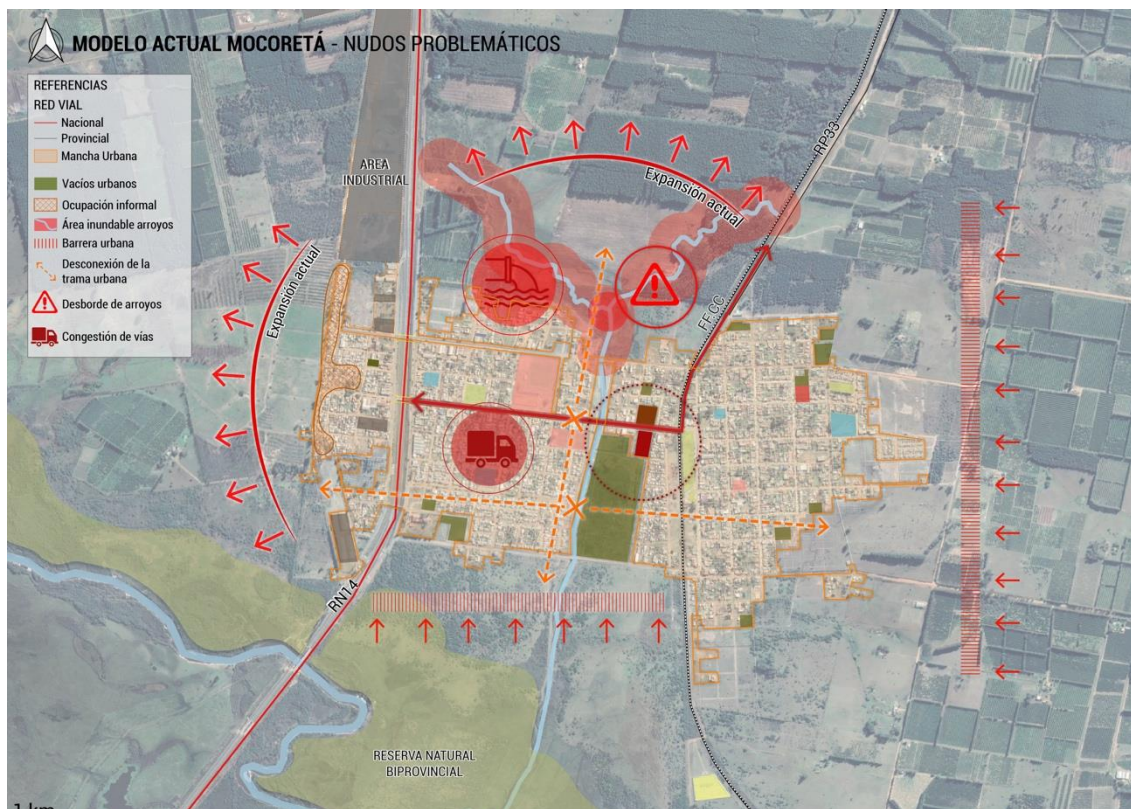 MODELO ACTUAL MOCORETÁ - NUDOS PROBLEMÁTICOS
REFERENCIAS
RED VIAL
Nacional
Provincial
Mancha Urbana
Vacíos urbanos
Ocupación informal
Área inundable arroyos
Barrera urbana
Desconexión de la
trama urbana
Desborde de arroyos
Congestión de vías
AREA
INDUSTRIAL
Expansión actual
Expansión actual
RP33
FF.CC.
RN14
RESERVA NATURAL
BIPROVINCIAL
1 km